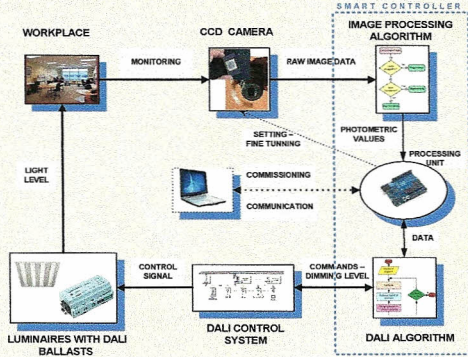 SMART CONTROLLER
IMAGE PROCESSING
ALGORITHM
WORKPLACE
CCD CAMERA
MONITORING
RAW IMAGE DATA
SETTING –
FINE TUNNING
PHOTOMETRIC
VALUES
PROCESSING
UNIT
LIGHT
LEVEL
COMMISSIONING
COMMUNICATION
DATA
CONTROL
SIGNAL
COMMANDS –
DIMMING LEVEL
LUMINAIRES WITH DALI
BALLASTS
DALI CONTROL
SYSTEM
DALI ALGORITHM